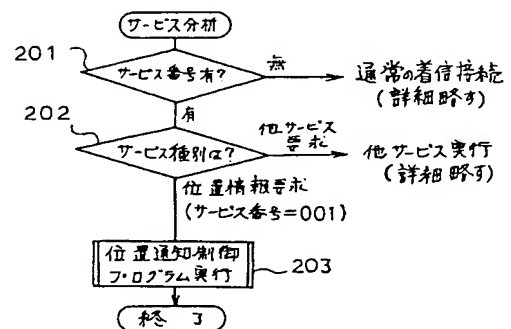 サービス分析
201
サービス番号有?
無
通常の着信接続
(詳細略す)
有
202
サービス種別は?
他サービス
要求
他サービス実行
(詳細略す)
位置情報要求
(サービス番号=001)
位置通知制御
プログラム実行
203
終 了